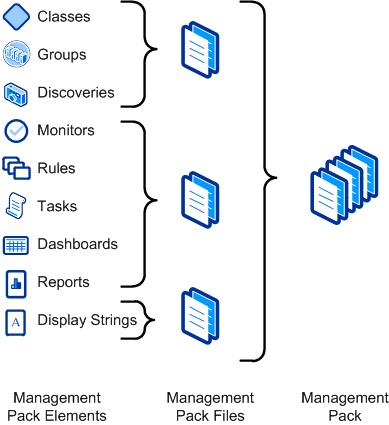 Classes
Groups
Discoveries
Monitors
Rules
Tasks
Dashboards
Reports
A
Display Strings
Management
Pack Elements
Management
Pack Files
Management
Pack